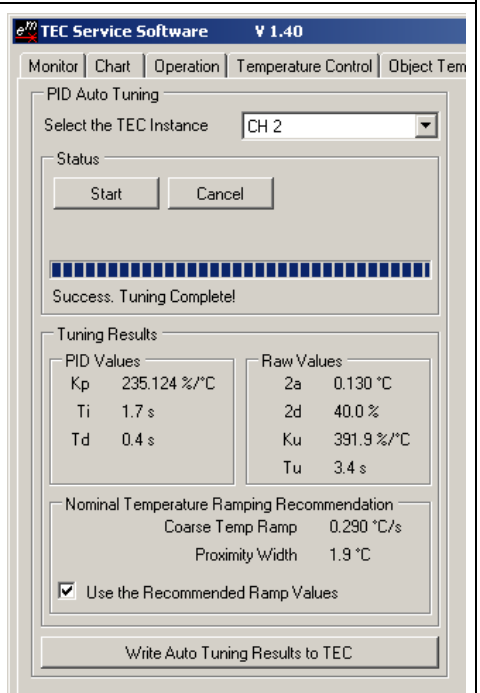 em TEC Service Software V 1.40
Monitor Chart Operation Temperature Control Object Tem
PID Auto Tuning
Select the TEC Instance CH 2
Status
Start Cancel
Success. Tuning Complete!
Tuning Results
PID Values
Kp 235.124 %/°C
Ti 1.7 s
Td 0.4 s
Raw Values
2a 0.130 °C
2d 40.0 %
Ku 391.9 %/°C
Tu 3.4 s
Nominal Temperature Ramping Recommendation
Coarse Temp Ramp 0.290 °C/s
Proximity Width 1.9 °C
Use the Recommended Ramp Values
Write Auto Tuning Results to TEC